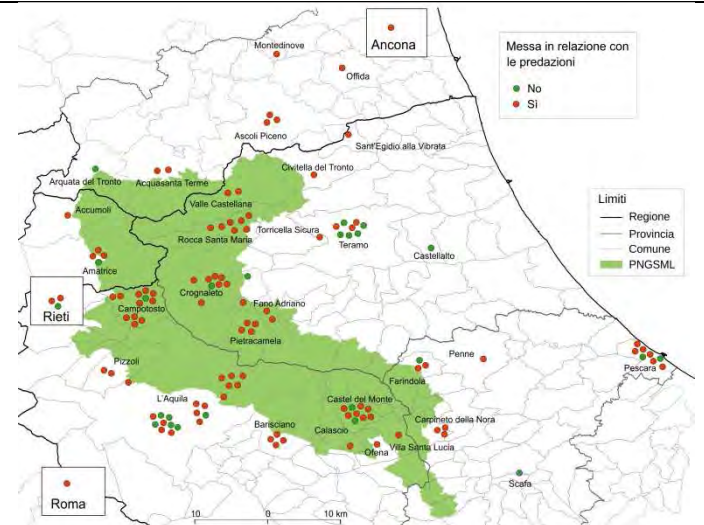 Ancona
Montedinove
Offida
Messa in relazione con
le predazioni
No
Sì
Ascoli Piceno
Sant'Egidio alla Vibrata
Civitella del Tronto
Arquata del Tronto
Acquasanta Terme
Valle Castellana
Accumoli
Rocca Santa Maria
Torricella Sicura
Teramo
Castellalto
Limiti
Regione
Provincia
Comune
PNGSML
Amatrice
Rieti
Crognaleto
Campotosto
Fano Adriano
Pietracamela
Pizzoli
Penne
Pescara
Farindola
L'Aquila
Castel del Monte
Carpineto della Nora
Barisciano
Calascio
Ofena
Villa Santa Lucia
Scafa
Roma
10 0 10 km